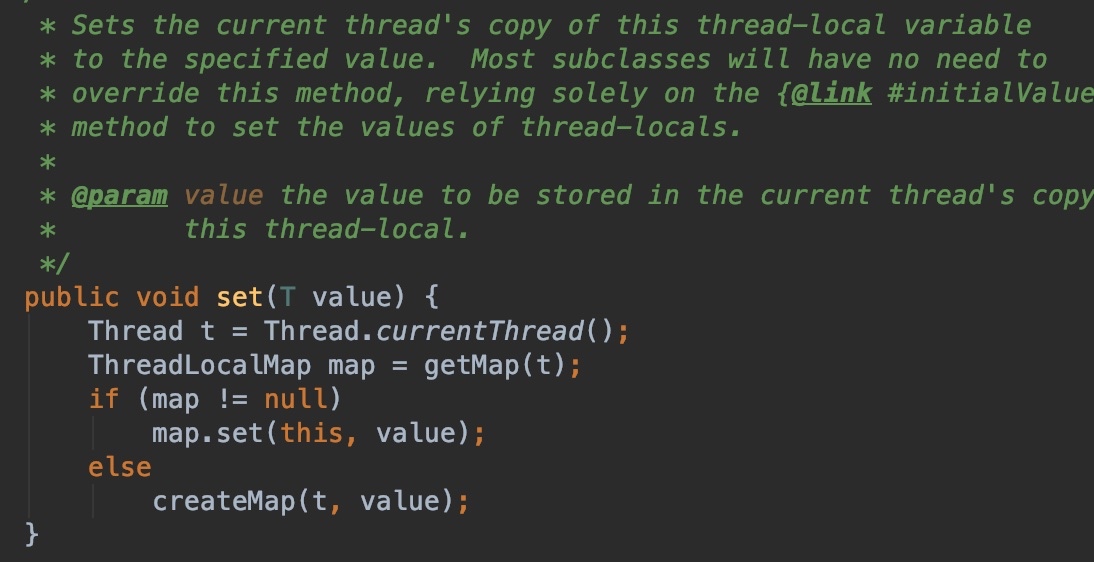 * Sets the current thread's copy of this thread-local variable
* to the specified value.  Most subclasses will have no need to
* override this method, relying solely on the {@link #initialValue
* method to set the values of thread-locals.
*
* @param value the value to be stored in the current thread's copy
*        this thread-local.
*/
public void set(T value) {
    Thread t = Thread.currentThread();
    ThreadLocalMap map = getMap(t);
    if (map != null)
        map.set(this, value);
    else
        createMap(t, value);
}